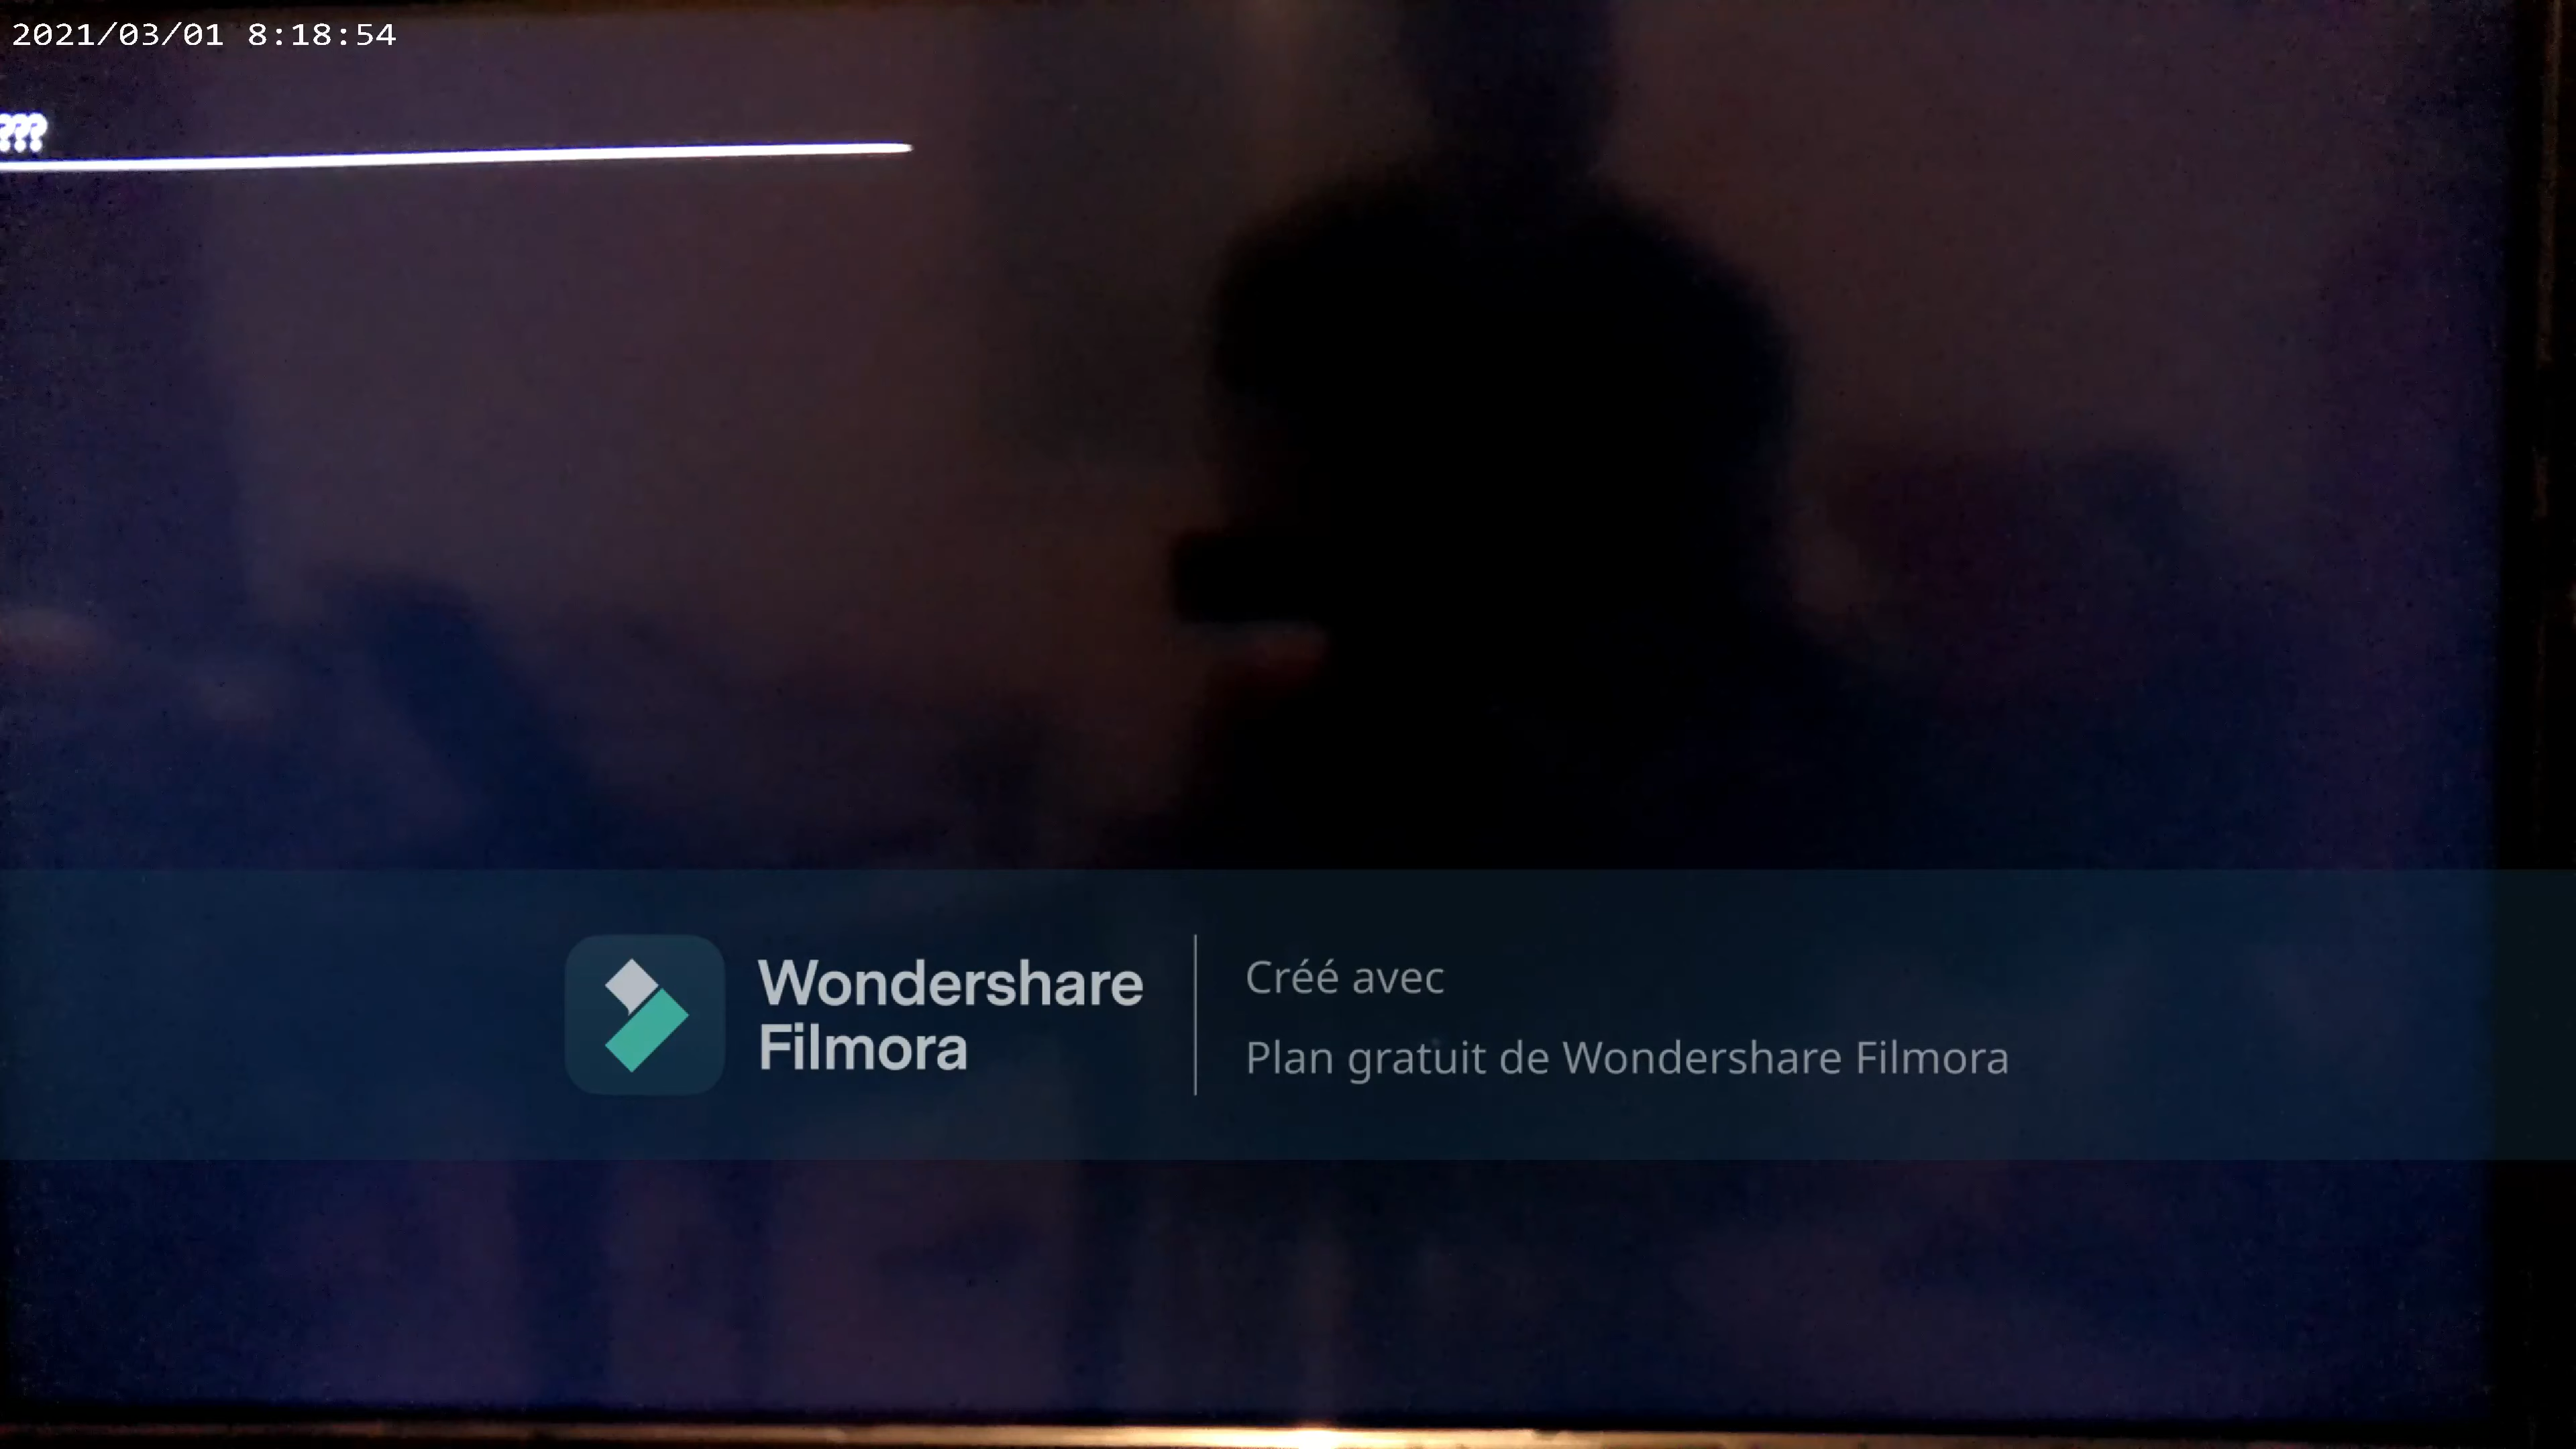 2021/03/01 8:18:54
???
Wondershare
Filmora
Créé avec
Plan gratuit de Wondershare Filmora